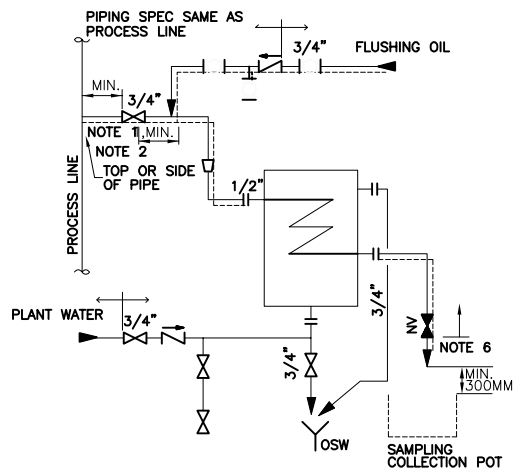 PIPING SPEC SAME AS
PROCESS LINE
3/4"
FLUSHING OIL
MIN.
3/4"
NOTE 1, MIN.
NOTE 2
TOP OR SIDE
OF PIPE
PROCESS LINE
1/2"
3/4"
PLANT WATER
3/4"
3/4"
NV
NOTE 6
MIN.
300MM
OSW
SAMPLING
COLLECTION POT